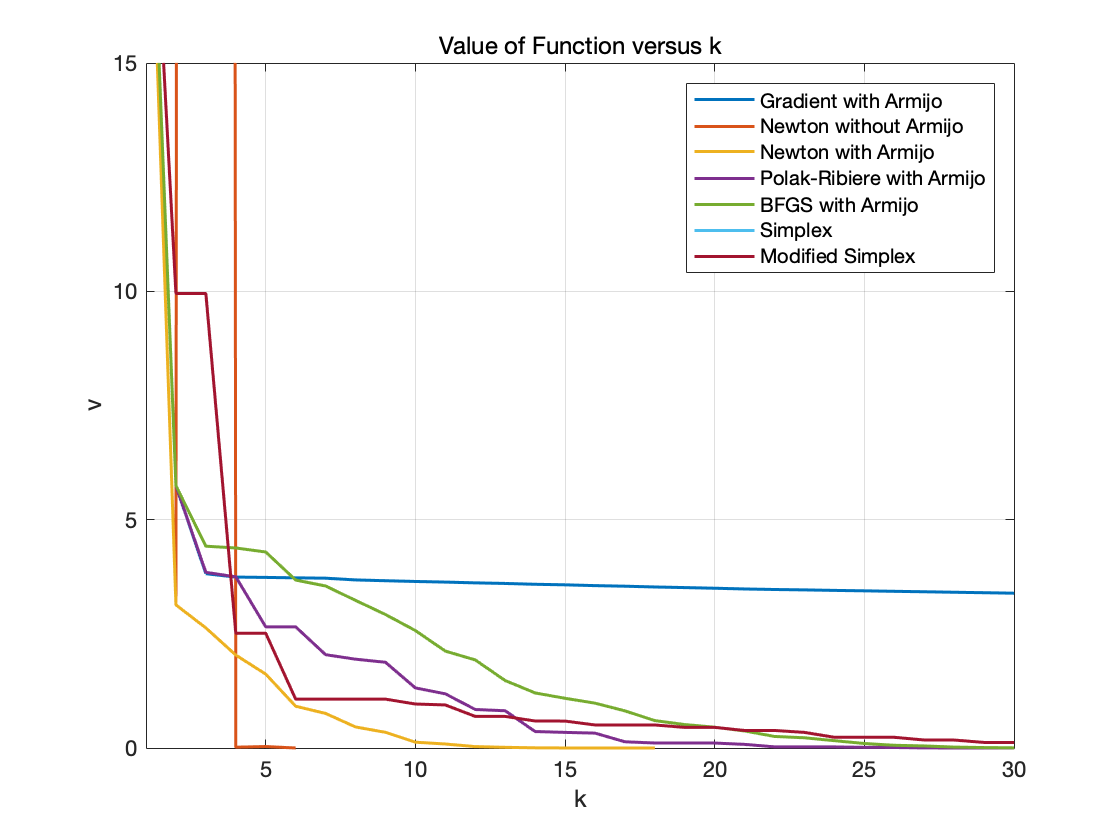 Value of Function versus k
15
10
5
0
v
Gradient with Armijo
Newton without Armijo
Newton with Armijo
Polak-Ribiere with Armijo
BFGS with Armijo
Simplex
Modified Simplex
5
10
15
20
25
30
k